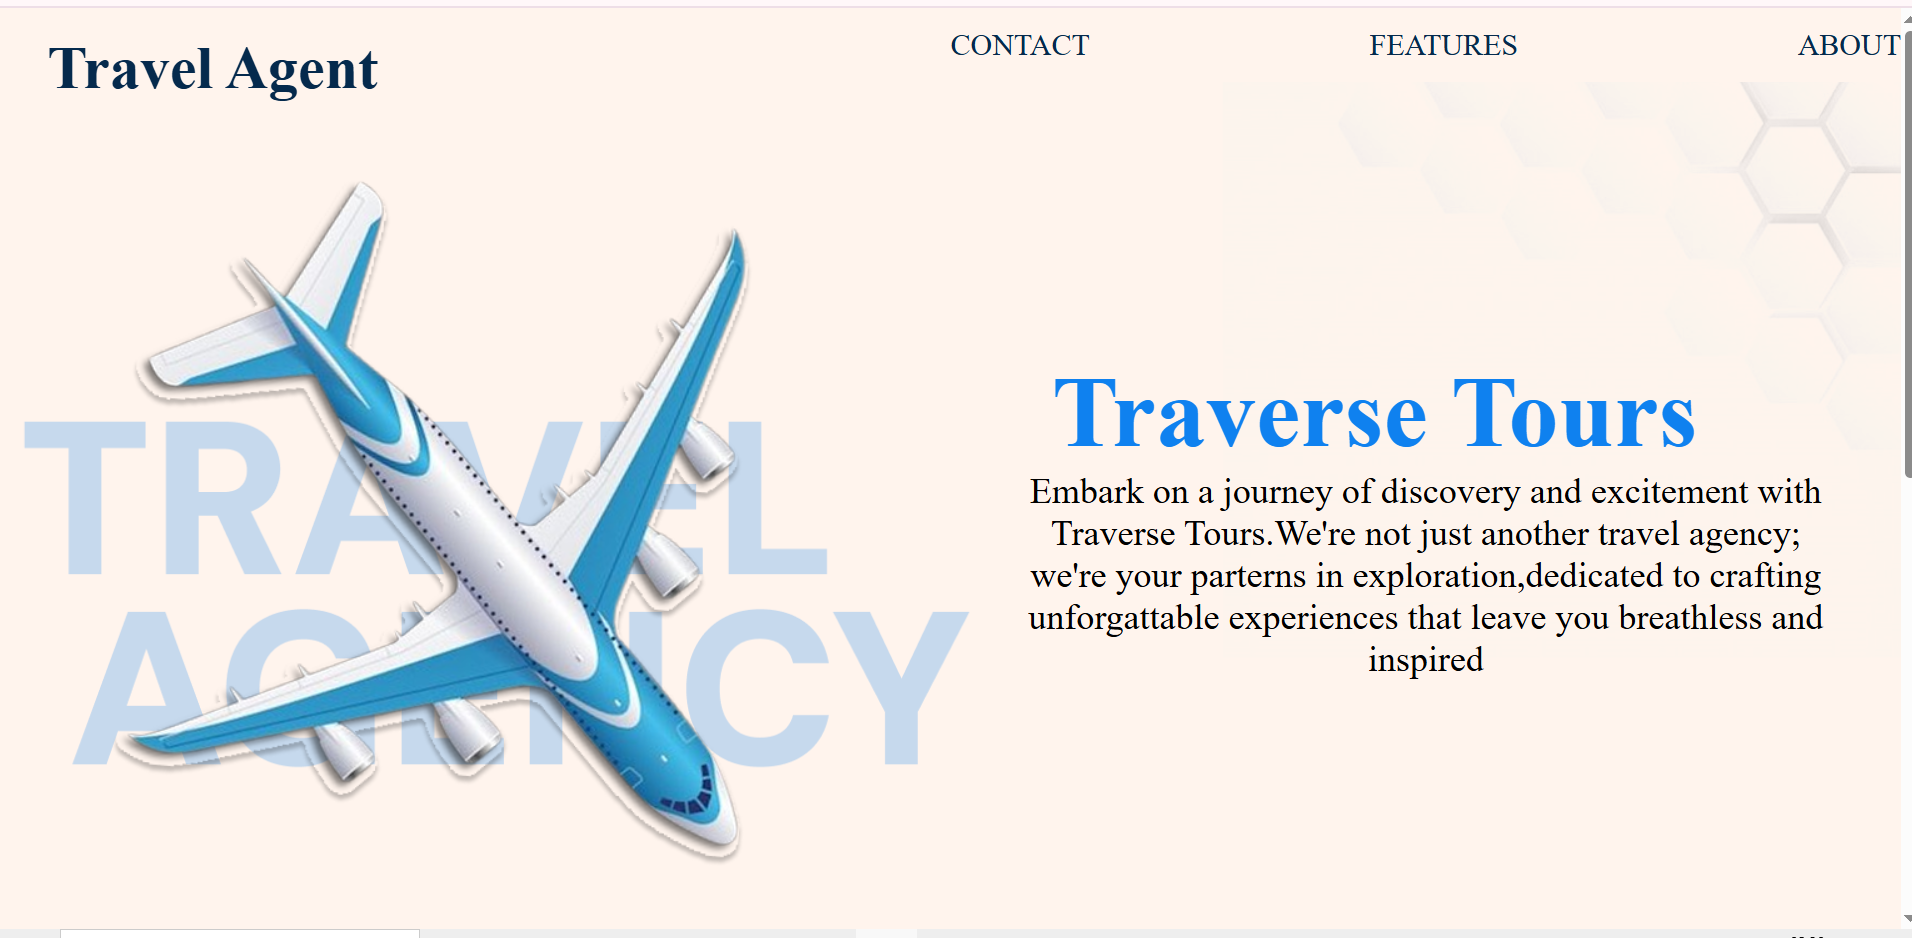 Travel Agent
CONTACT
FEATURES
ABOUT
TRAVEL
AGENCY
Traverse Tours
Embark on a journey of discovery and excitement with
Traverse Tours.We're not just another travel agency;
we're your parterns in exploration,dedicated to crafting
unforgattable experiences that leave you breathless and
inspired